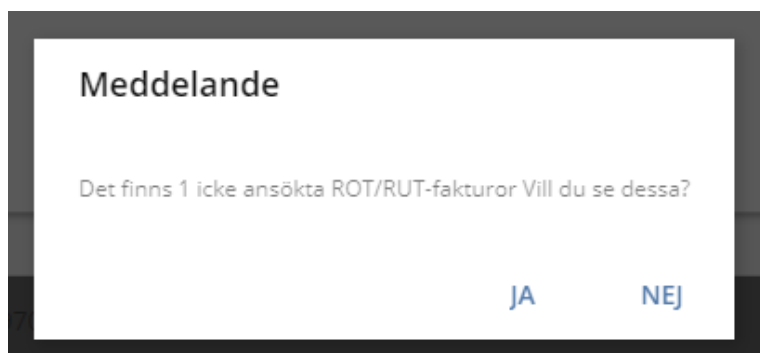 Meddelande
Det finns 1 icke ansökta ROT/RUT-fakturor Vill du se dessa?
JA NEJ